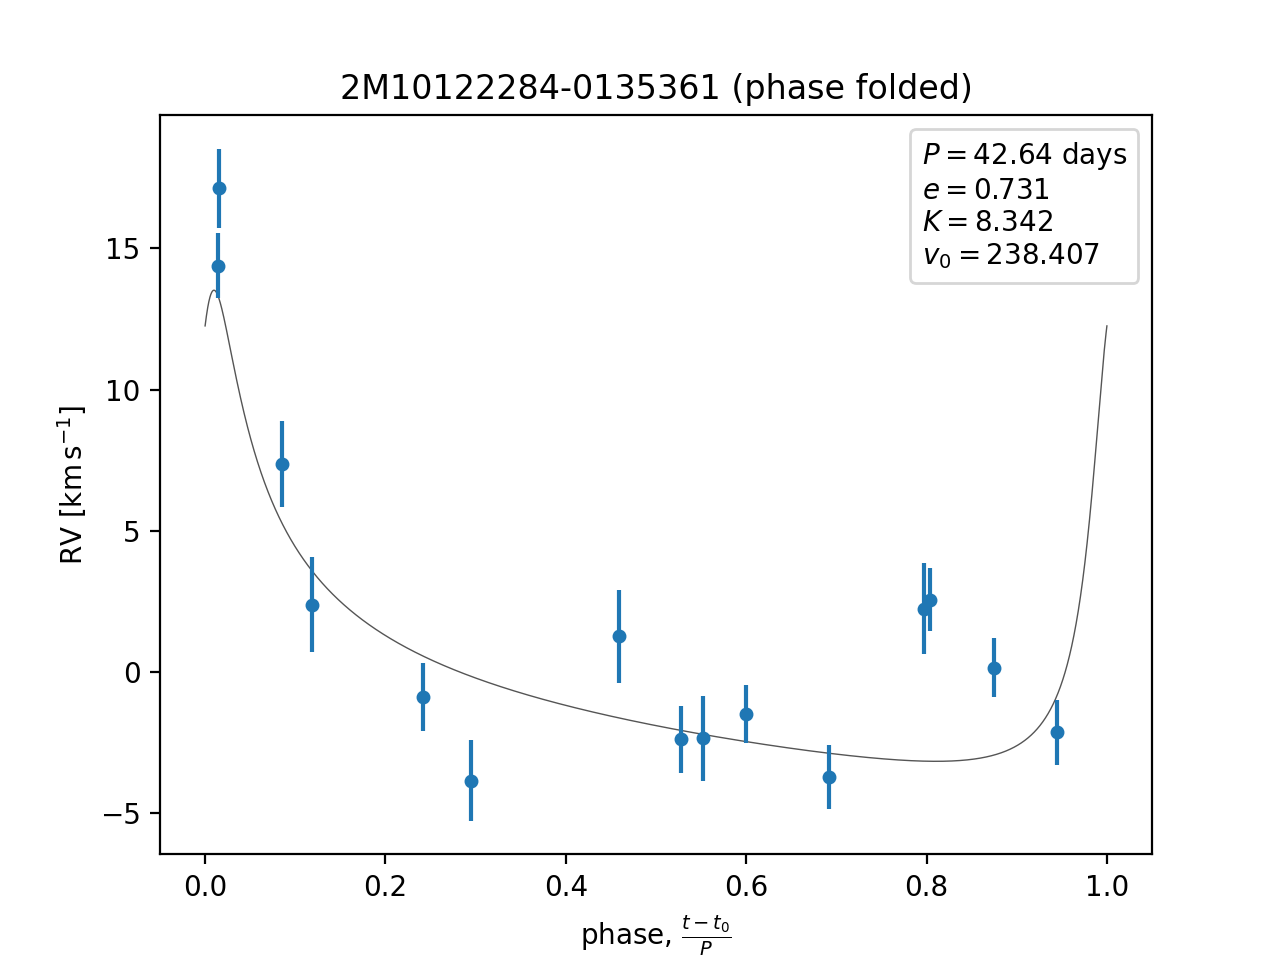 2M10122284-0135361 (phase folded)
P = 42.64 days
e = 0.731
K = 8.342
v₀ = 238.407
RV [km s⁻¹]
15
10
5
0
−5
0.0 0.2 0.4 0.6 0.8 1.0
phase, (t − t₀)/P